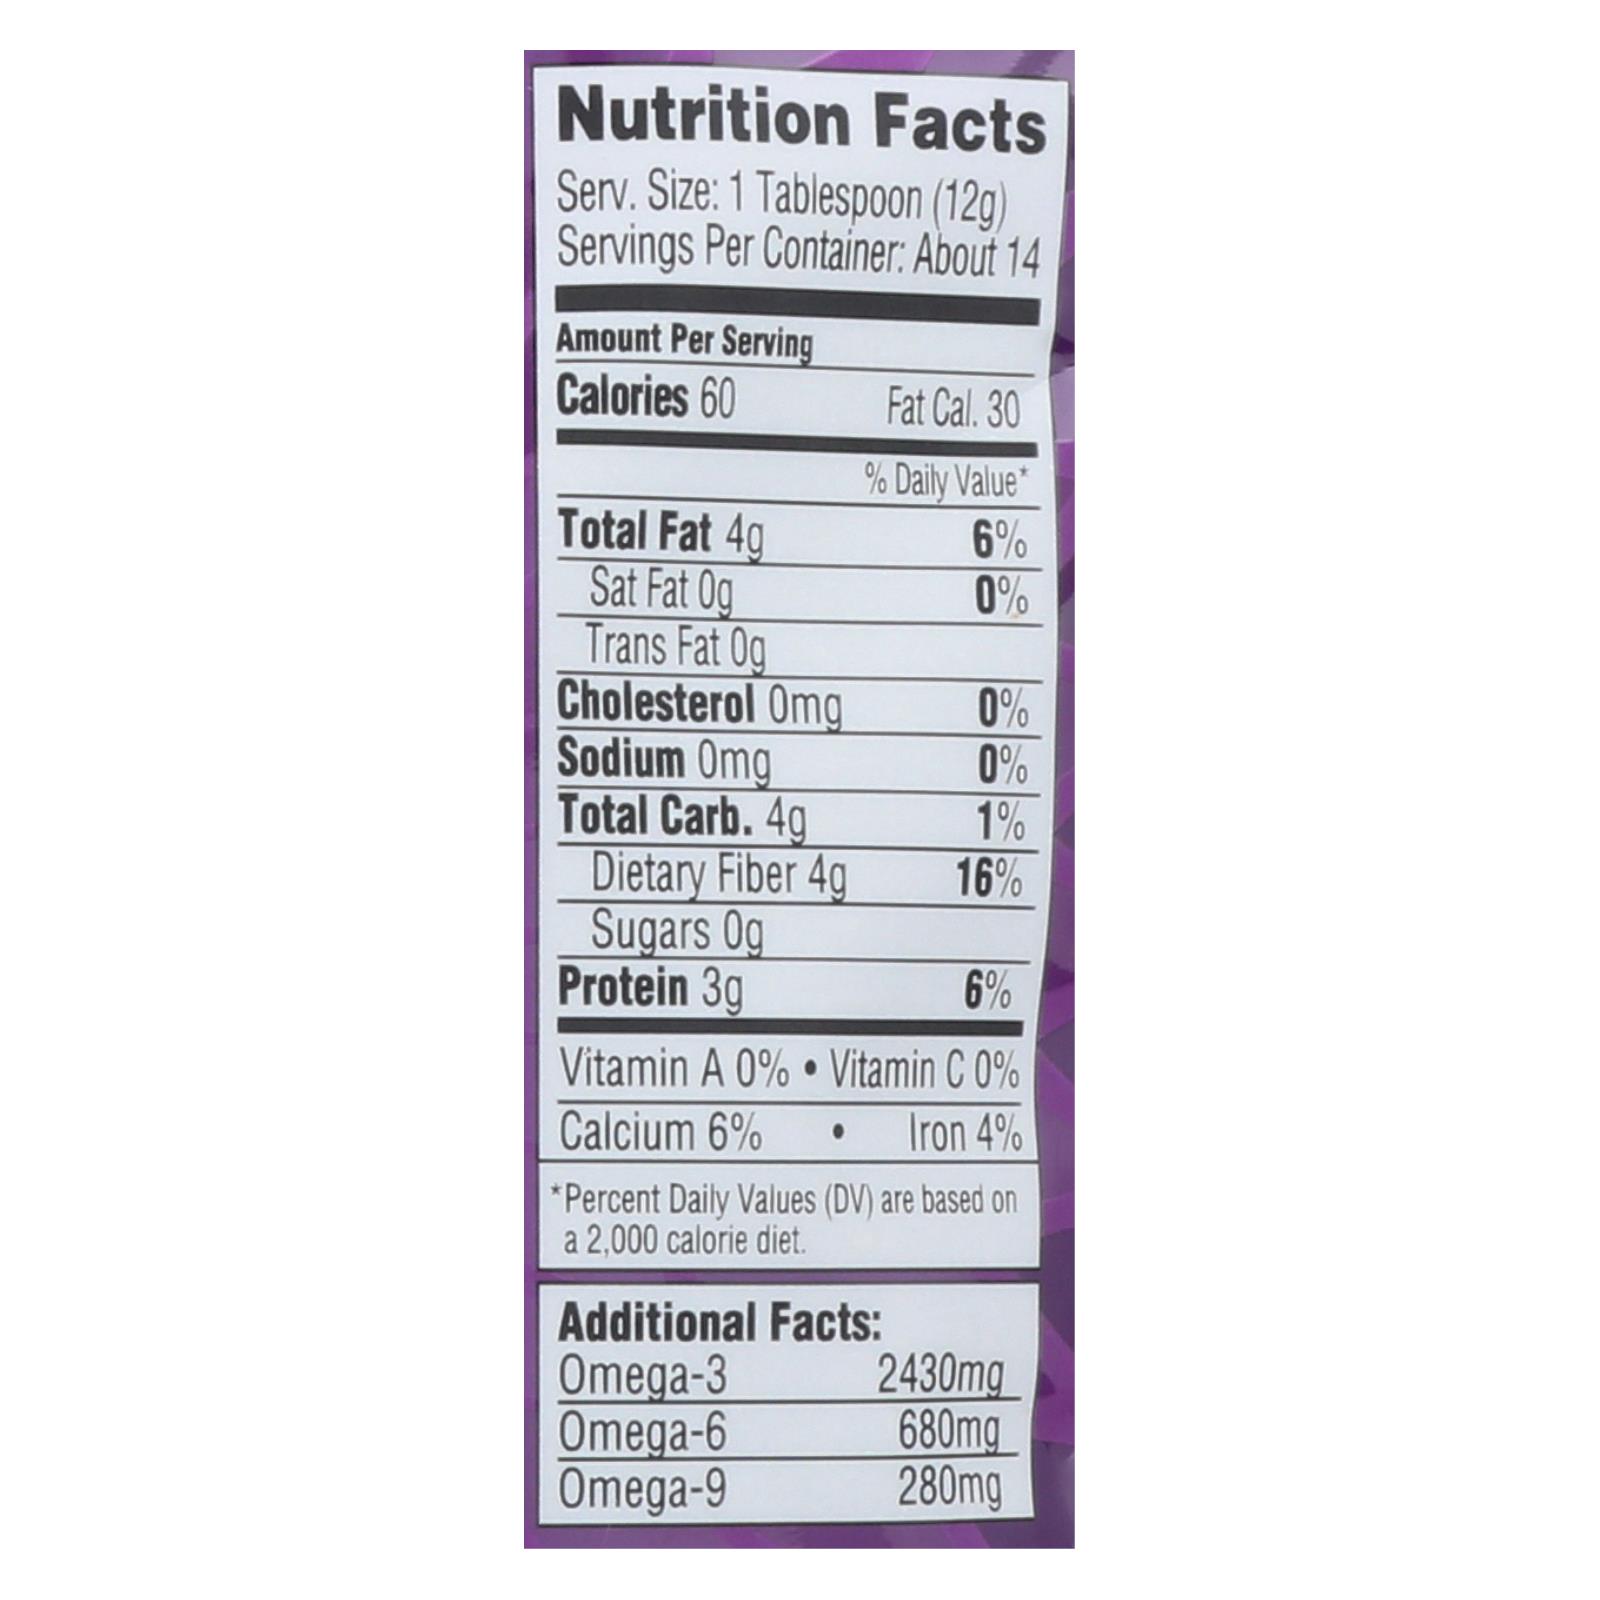 Nutrition Facts
Serv. Size: 1 Tablespoon (12g)
Servings Per Container: About 14
Amount Per Serving
Calories 60 Fat Cal. 30
% Daily Value*
Total Fat 4g 6%
Sat Fat 0g 0%
Trans Fat 0g
Cholesterol 0mg 0%
Sodium 0mg 0%
Total Carb. 4g 1%
Dietary Fiber 4g 16%
Sugars 0g
Protein 3g 6%
Vitamin A 0% • Vitamin C 0%
Calcium 6% • Iron 4%
*Percent Daily Values (DV) are based on
a 2,000 calorie diet.
Additional Facts:
Omega-3 2430mg
Omega-6 680mg
Omega-9 280mg